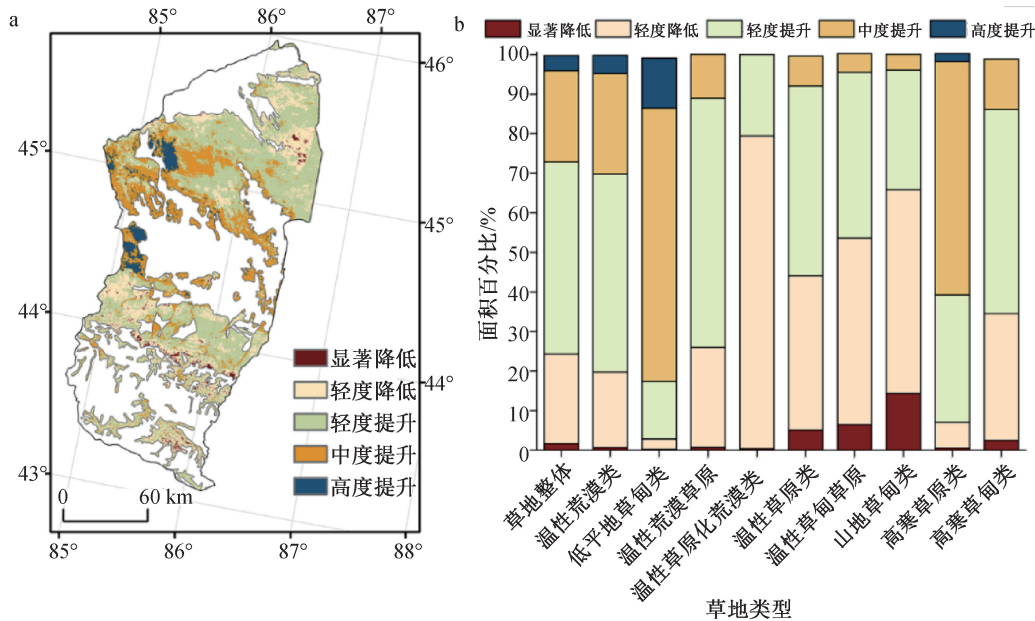 a
85°
86°
87°
46°
45°
45°
44°
44°
43°
显著降低
轻度降低
轻度提升
中度提升
高度提升
0
60 km
85°
86°
87°
88°
b
显著降低
轻度降低
轻度提升
中度提升
高度提升
面积百分比/%
100
90
80
70
60
50
40
30
20
10
0
草地整体
温性荒漠类
低平地草甸类
温性荒漠草原
温性草原化荒漠类
温性草原类
温性草甸草原
山地草甸类
高寒草原类
高寒草甸类
草地类型